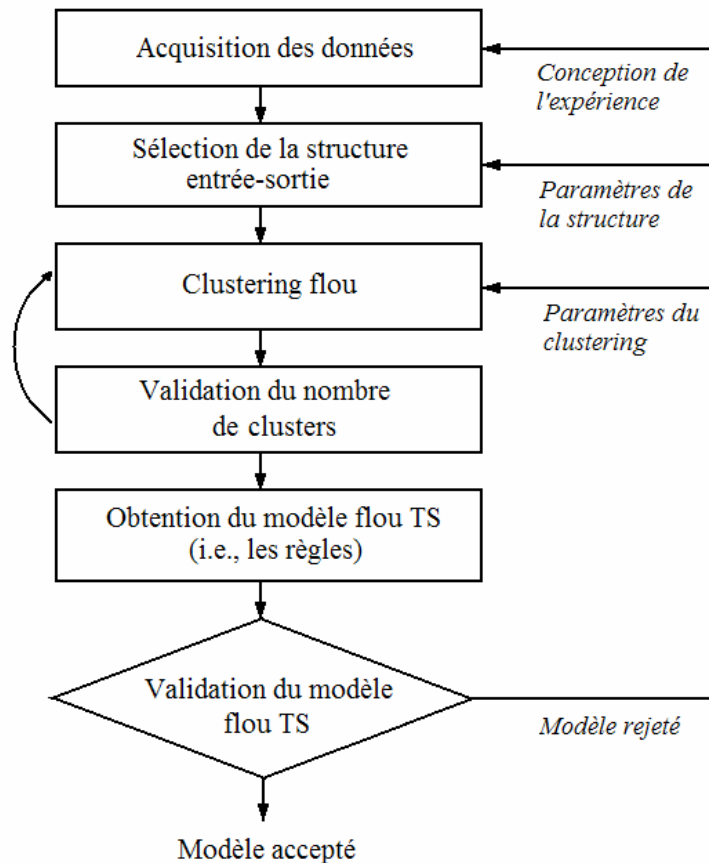 Acquisition des données
Conception de
l'expérience
Sélection de la structure
entrée-sortie
Paramètres de
la structure
Clustering flou
Paramètres du
clustering
Validation du nombre
de clusters
Obtention du modèle flou TS
(i.e., les règles)
Validation du modèle
flou TS
Modèle rejeté
Modèle accepté